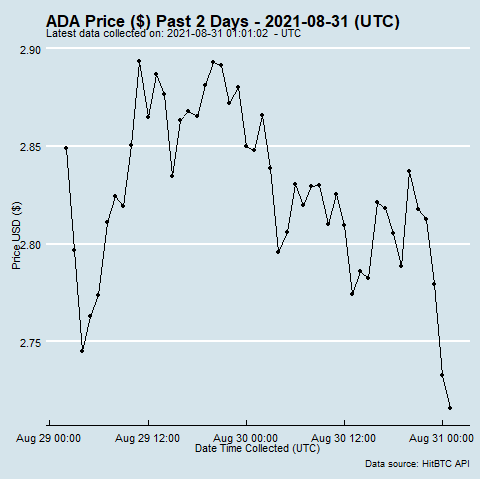 ADA Price ($) Past 2 Days - 2021-08-31 (UTC)
Latest data collected on: 2021-08-31 01:01:02 - UTC
2.90
2.85
2.80
2.75
Price USD ($)
Aug 29 00:00 Aug 29 12:00 Aug 30 00:00 Aug 30 12:00 Aug 31 00:00
Date Time Collected (UTC)
Data source: HitBTC API